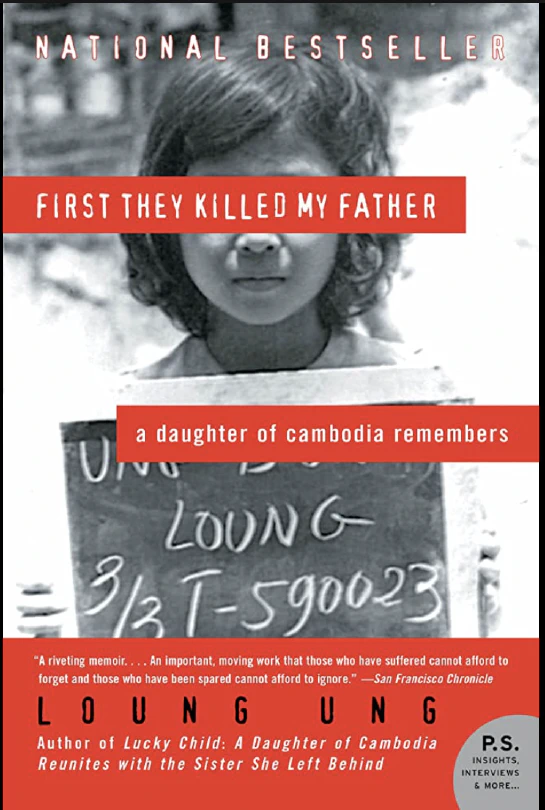 NATIONAL BESTSELLER
FIRST THEY KILLED MY FATHER
a daughter of cambodia remembers
LOUNG
3/3 T-590023
"A riveting memoir. . . . An important, moving work that those who have suffered cannot afford to
forget and those who have been spared cannot afford to ignore." —San Francisco Chronicle
LOUNG UNG
Author of Lucky Child: A Daughter of Cambodia
Reunites with the Sister She Left Behind
P.S.
INSIGHTS,
INTERVIEWS
& MORE...